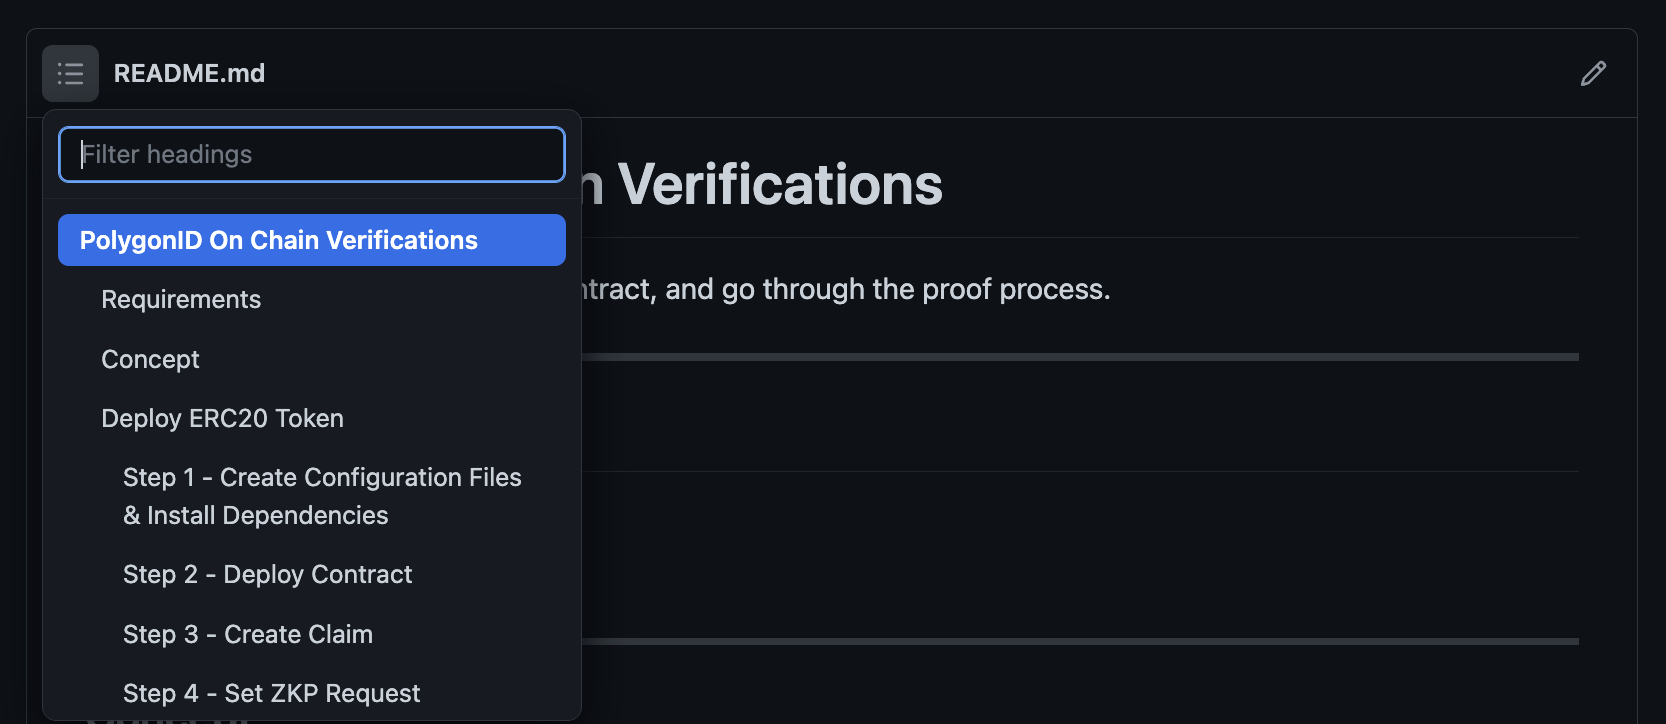 README.md
Filter headings
Verifications
PolygonID On Chain Verifications
Requirements
contract, and go through the proof process.
Concept
Deploy ERC20 Token
Step 1 - Create Configuration Files
& Install Dependencies
Step 2 - Deploy Contract
Step 3 - Create Claim
Step 4 - Set ZKP Request